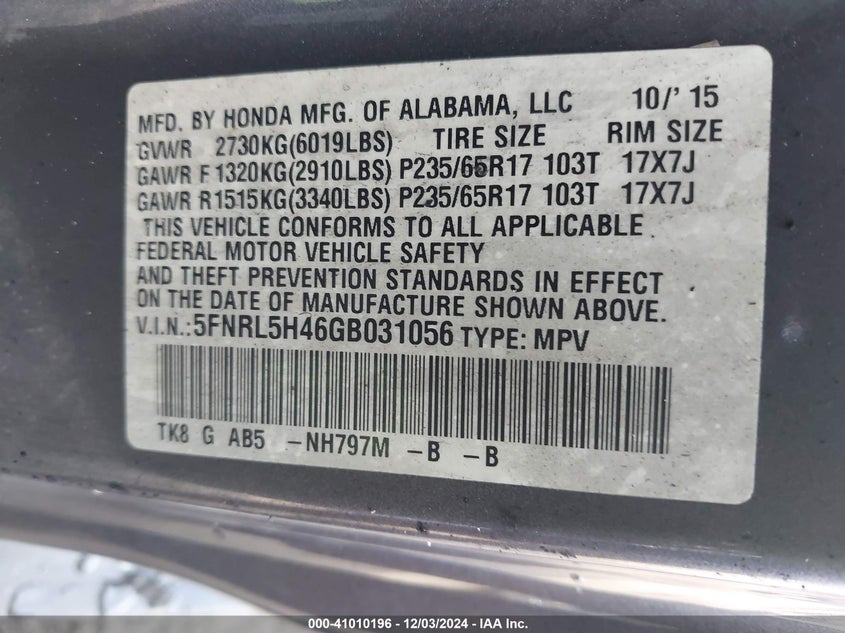 MFD. BY HONDA MFG. OF ALABAMA, LLC 10/' 15
GVWR 2730KG(6019LBS) TIRE SIZE RIM SIZE
GAWR F 1320KG(2910LBS) P235/65R17 103T 17X7J
GAWR R1515KG(3340LBS) P235/65R17 103T 17X7J
THIS VEHICLE CONFORMS TO ALL APPLICABLE
FEDERAL MOTOR VEHICLE SAFETY
AND THEFT PREVENTION STANDARDS IN EFFECT
ON THE DATE OF MANUFACTURE SHOWN ABOVE.
V.I.N.:5FNRL5H46GB031056 TYPE: MPV
TK8 G AB5 -NH797M -B -B
000-41010196 - 12/03/2024 - IAA Inc.